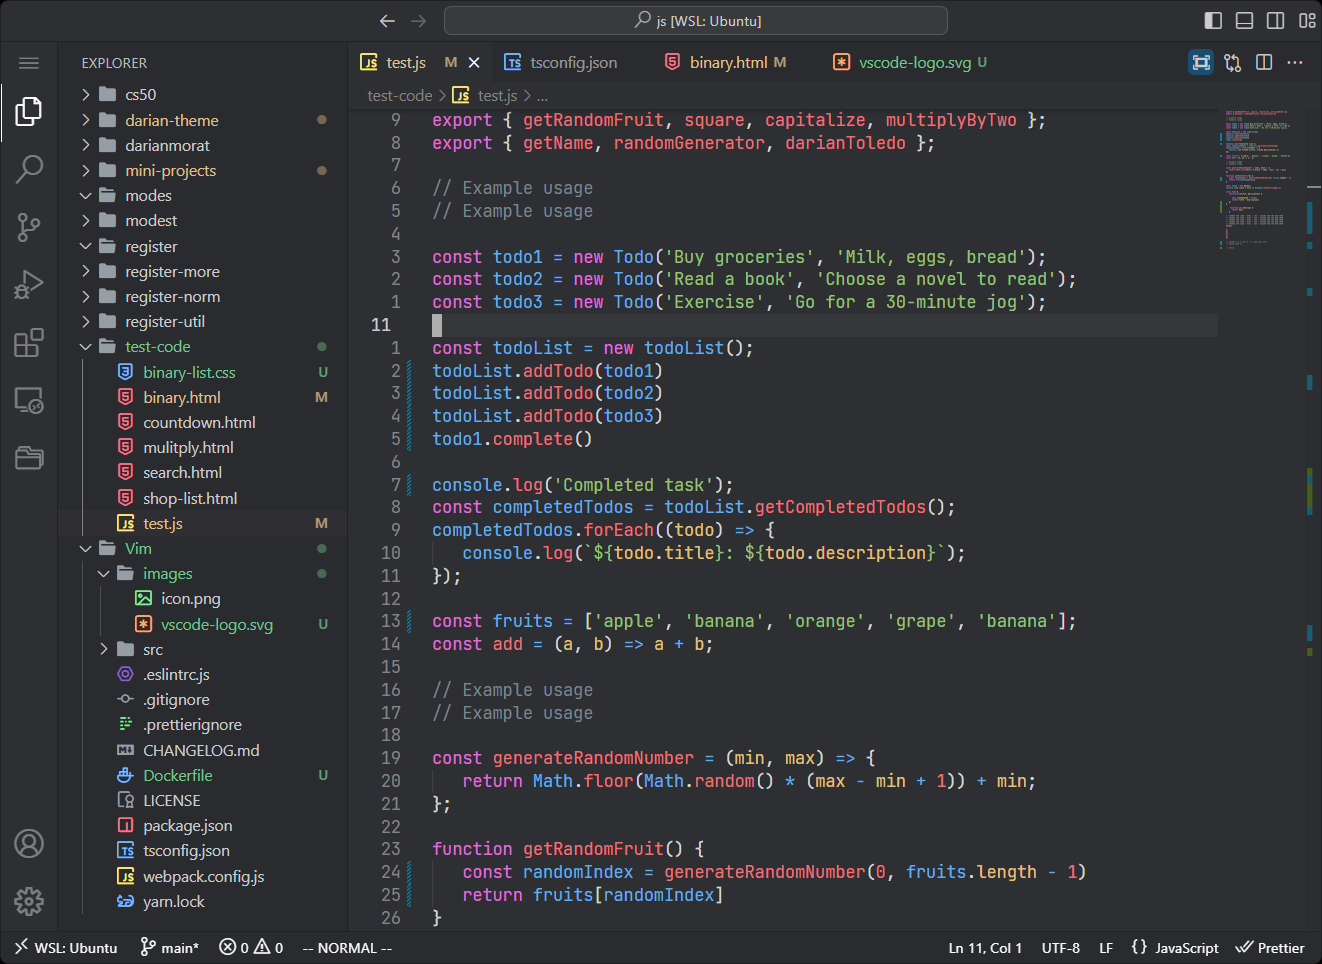 js [WSL: Ubuntu]
EXPLORER
cs50
darian-theme
darianmorat
mini-projects
modes
modest
register
register-more
register-norm
register-util
test-code
binary-list.css U
binary.html M
countdown.html
mulitply.html
search.html
shop-list.html
test.js M
Vim
images
icon.png
vscode-logo.svg U
src
.eslintrc.js
.gitignore
.prettierignore
CHANGELOG.md
Dockerfile U
LICENSE
package.json
tsconfig.json
webpack.config.js
yarn.lock
JS test.js M TS tsconfig.json binary.html M vscode-logo.svg U
test-code > JS test.js > ...
9 export { getRandomFruit, square, capitalize, multiplyByTwo };
8 export { getName, randomGenerator, darianToledo };
7
6 // Example usage
5 // Example usage
4
3 const todo1 = new Todo('Buy groceries', 'Milk, eggs, bread');
2 const todo2 = new Todo('Read a book', 'Choose a novel to read');
1 const todo3 = new Todo('Exercise', 'Go for a 30-minute jog');
11
1 const todoList = new todoList();
2 todoList.addTodo(todo1)
3 todoList.addTodo(todo2)
4 todoList.addTodo(todo3)
5 todo1.complete()
6
7 console.log('Completed task');
8 const completedTodos = todoList.getCompletedTodos();
9 completedTodos.forEach((todo) => {
10 console.log(`${todo.title}: ${todo.description}`);
11 });
12
13 const fruits = ['apple', 'banana', 'orange', 'grape', 'banana'];
14 const add = (a, b) => a + b;
15
16 // Example usage
17 // Example usage
18
19 const generateRandomNumber = (min, max) => {
20 return Math.floor(Math.random() * (max - min + 1)) + min;
21 };
22
23 function getRandomFruit() {
24 const randomIndex = generateRandomNumber(0, fruits.length - 1)
25 return fruits[randomIndex]
26 }
WSL: Ubuntu main* 0 0 -- NORMAL -- Ln 11, Col 1 UTF-8 LF {} JavaScript Prettier